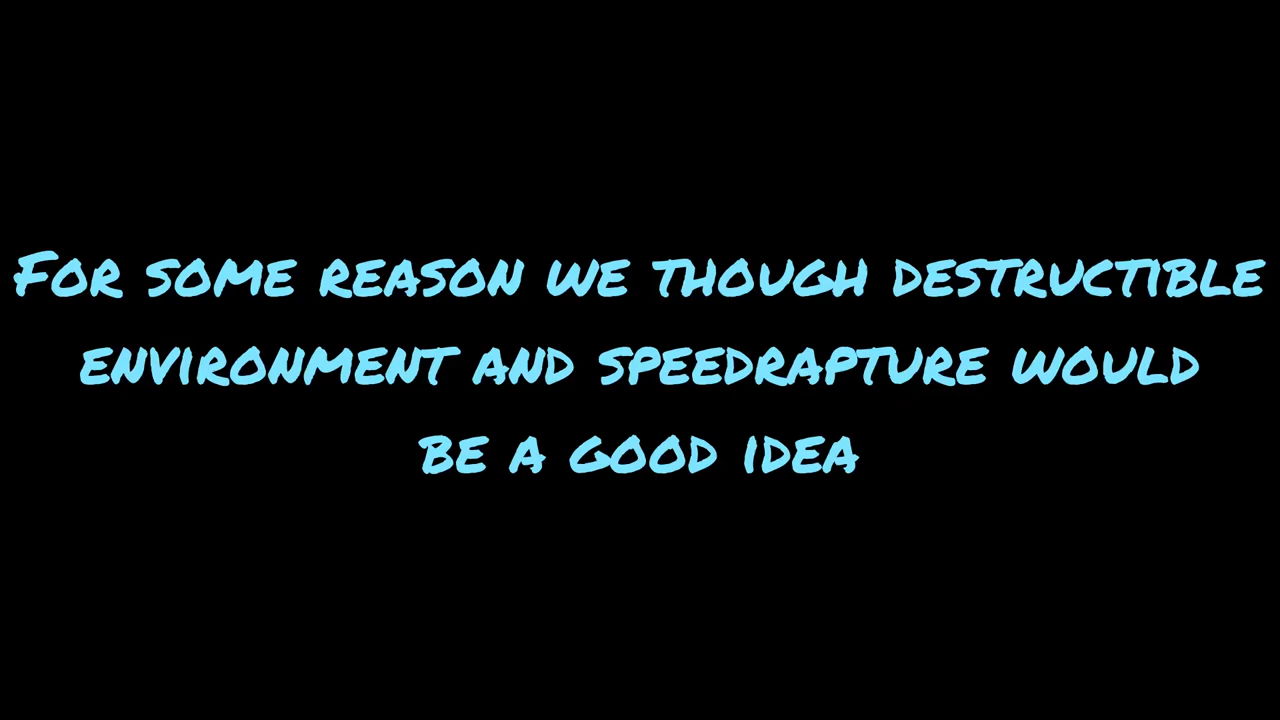 For some reason we though destructible
environment and speedrapture would
be a good idea